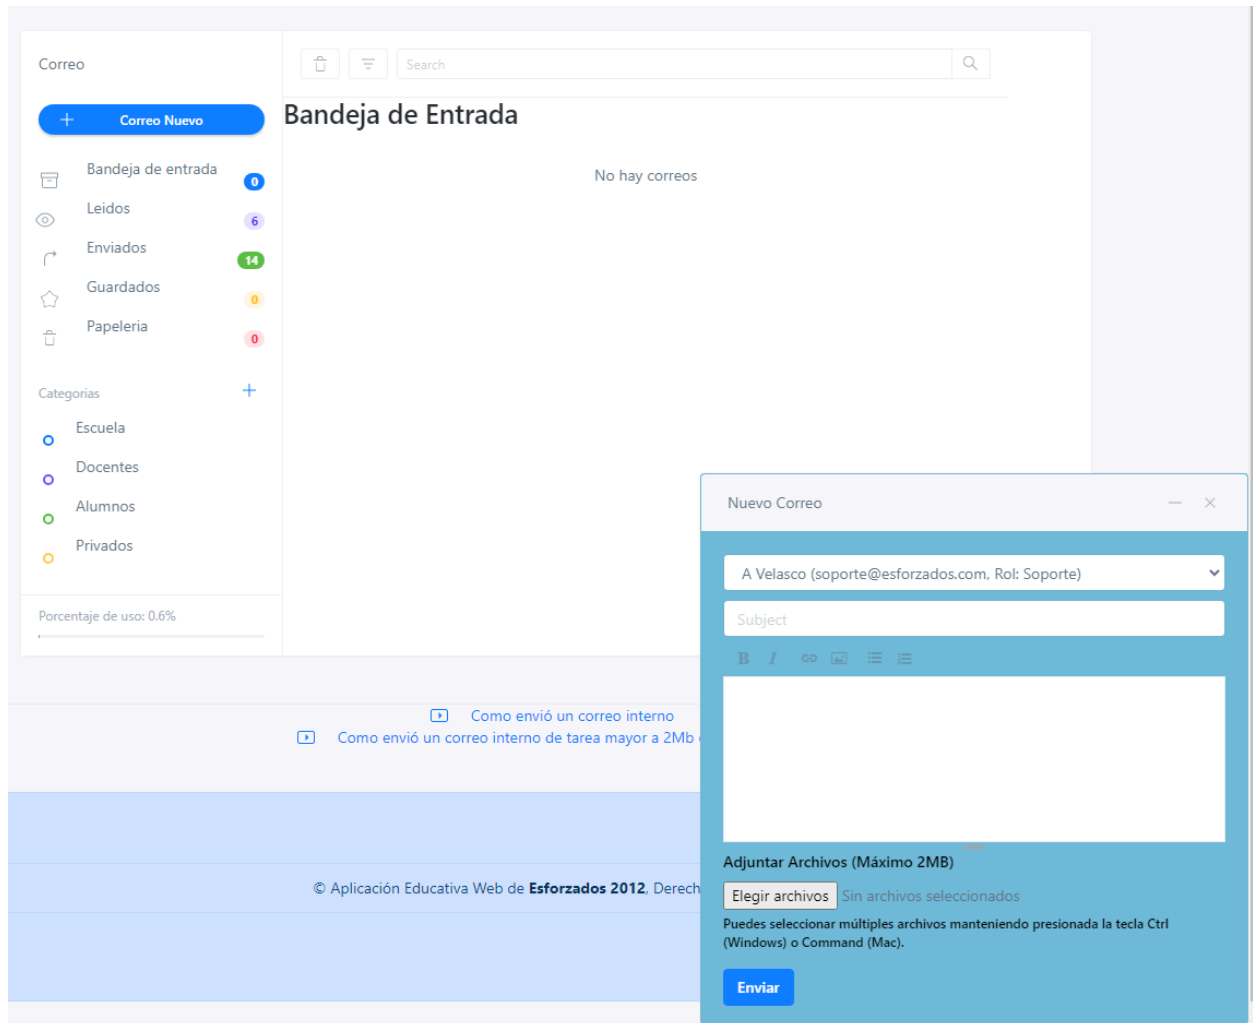 Correo
Search
Correo Nuevo
Bandeja de Entrada
No hay correos
Bandeja de entrada
0
Leidos
6
Enviados
14
Guardados
0
Papeleria
0
Categorias
Escuela
Docentes
Alumnos
Privados
Porcentaje de uso: 0.6%
Como envió un correo interno
Como envió un correo interno de tarea mayor a 2Mb
© Aplicación Educativa Web de Esforzados 2012, Derech
Nuevo Correo
A Velasco (soporte@esforzados.com, Rol: Soporte)
Subject
B I
Adjuntar Archivos (Máximo 2MB)
Elegir archivos Sin archivos seleccionados
Puedes seleccionar múltiples archivos manteniendo presionada la tecla Ctrl
(Windows) o Command (Mac).
Enviar